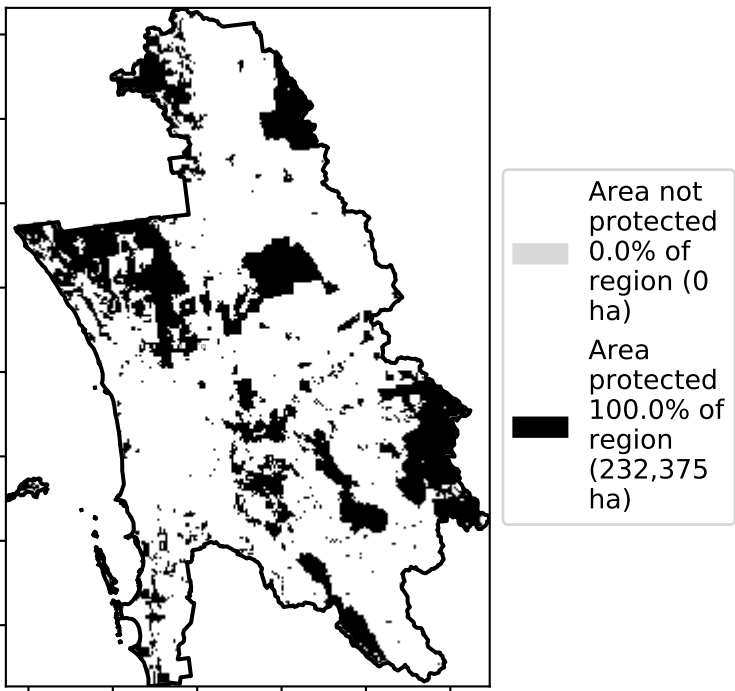 Area not
protected
0.0% of
region (0
ha)
Area
protected
100.0% of
region
(232,375
ha)